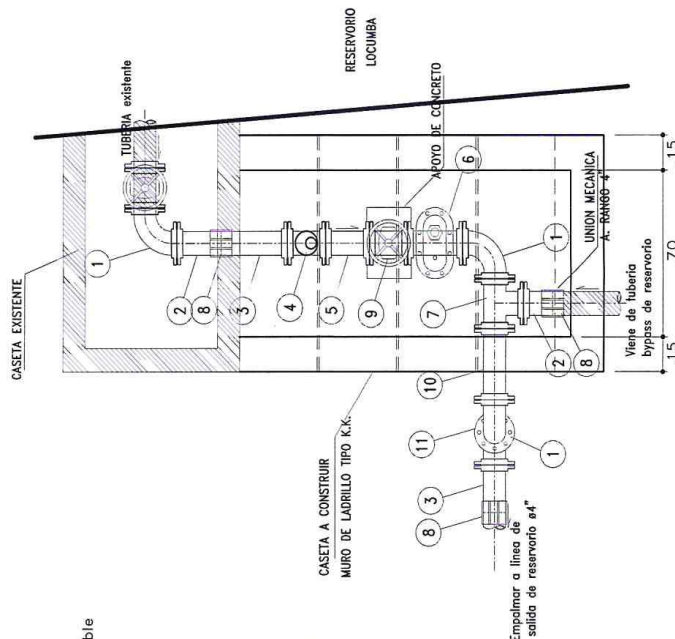 RESERVORIO
LOCUMBA
CASETA EXISTENTE
TUBERIA existente
APOYO DE CONCRETO
UNION MECANICA
A. RANGO 4"
1
2
8
3
4
5
9
6
7
1
10
11
1
3
8
2
8
CASETA A CONSTRUIR
MURO DE LADRILLO TIPO K.K.
Viene de tuberia
bypass de reservorio
Empalmar a linea de
salida de reservorio ø4"
15
70
15
ble